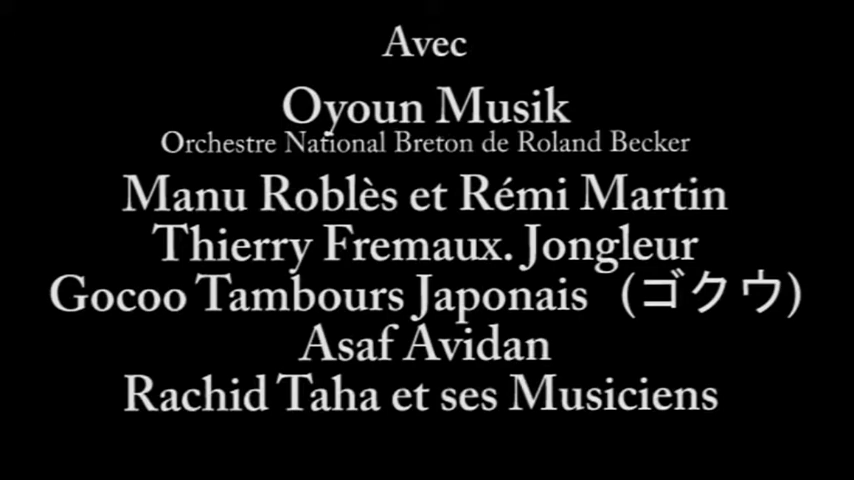 Avec
Oyoun Musik
Orchestre National Breton de Roland Becker
Manu Roblès et Rémi Martin
Thierry Fremaux. Jongleur
Gocoo Tambours Japonais (ゴクウ)
Asaf Avidan
Rachid Taha et ses Musiciens